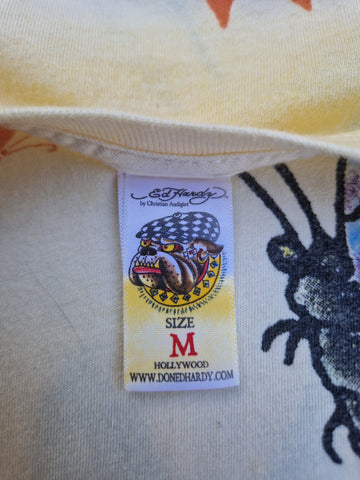 Ed Hardy
by Christian Audigier
SIZE
M
HOLLYWOOD
WWW.DONEDHARDY.COM